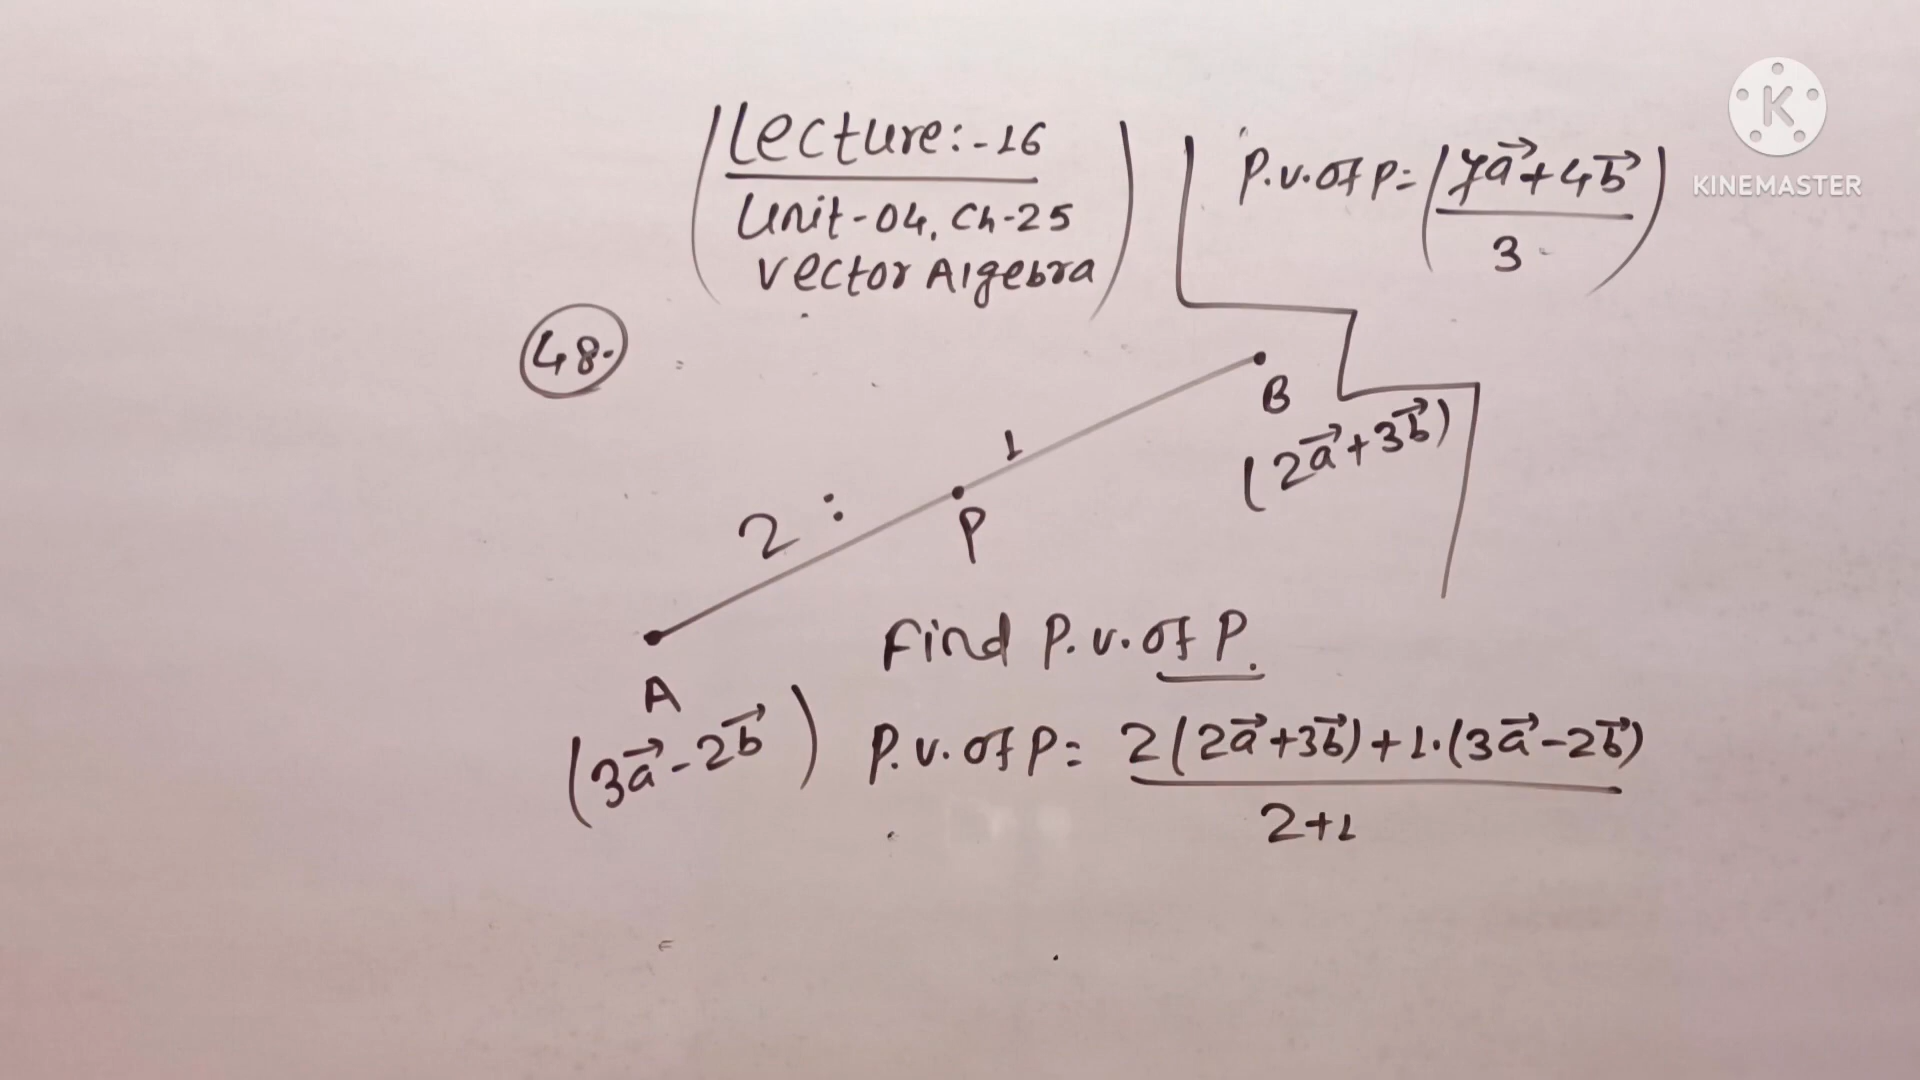 Lecture:-16
Unit-04, Ch-25
Vector Algebra
P.v. of P = (7a⃗ + 4b⃗ / 3)
K
KINEMASTER
48.
B
(2a⃗ + 3b⃗)
2 : 1
P
A
(3a⃗ - 2b⃗)
Find P.v. of P.
P.v. of P = 2(2a⃗ + 3b⃗) + 1.(3a⃗ - 2b⃗)
2+1